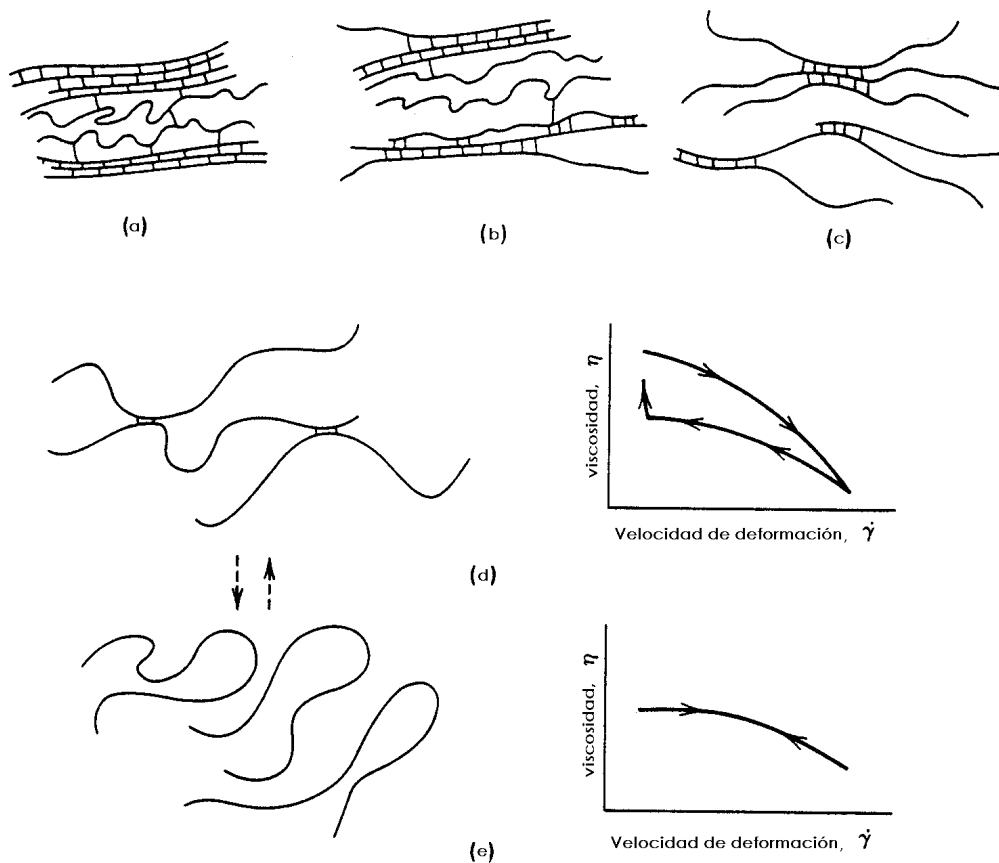 (a)
(b)
(c)
viscosidad, η
Velocidad de deformación, γ̇
(d)
viscosidad, η
Velocidad de deformación, γ̇
(e)